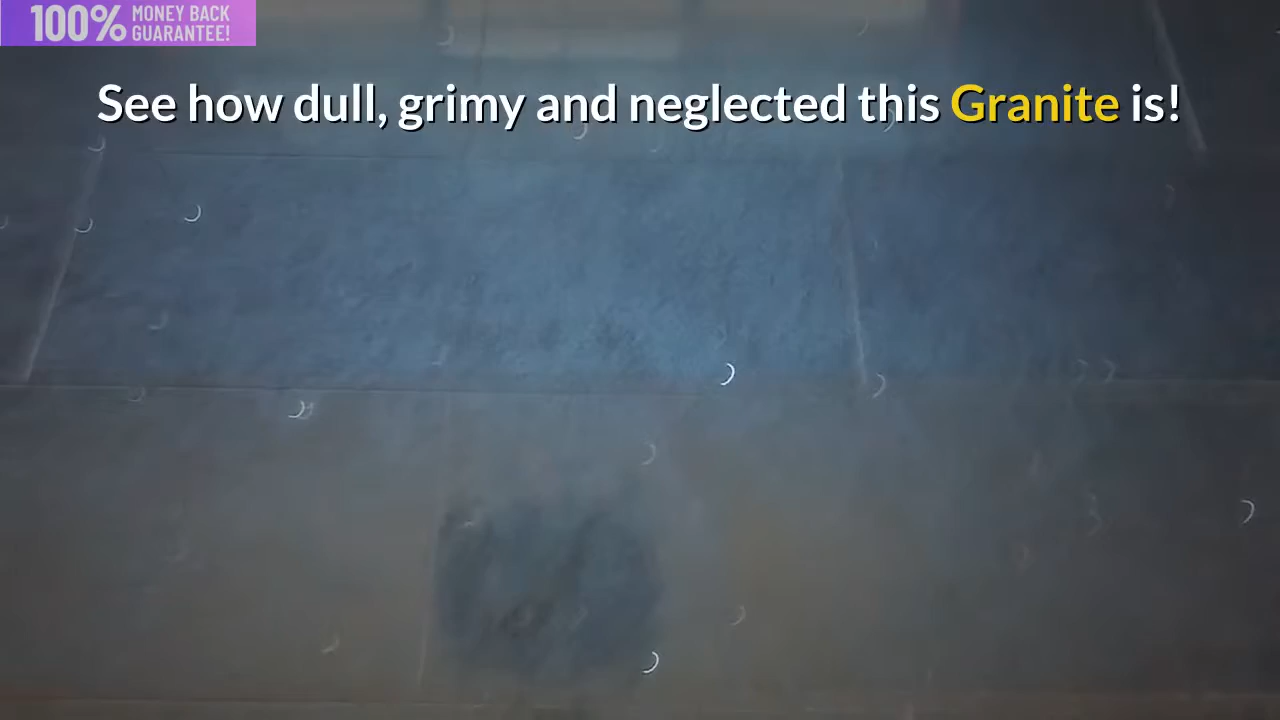 100% MONEY BACK
GUARANTEE!
See how dull, grimy and neglected this Granite is!